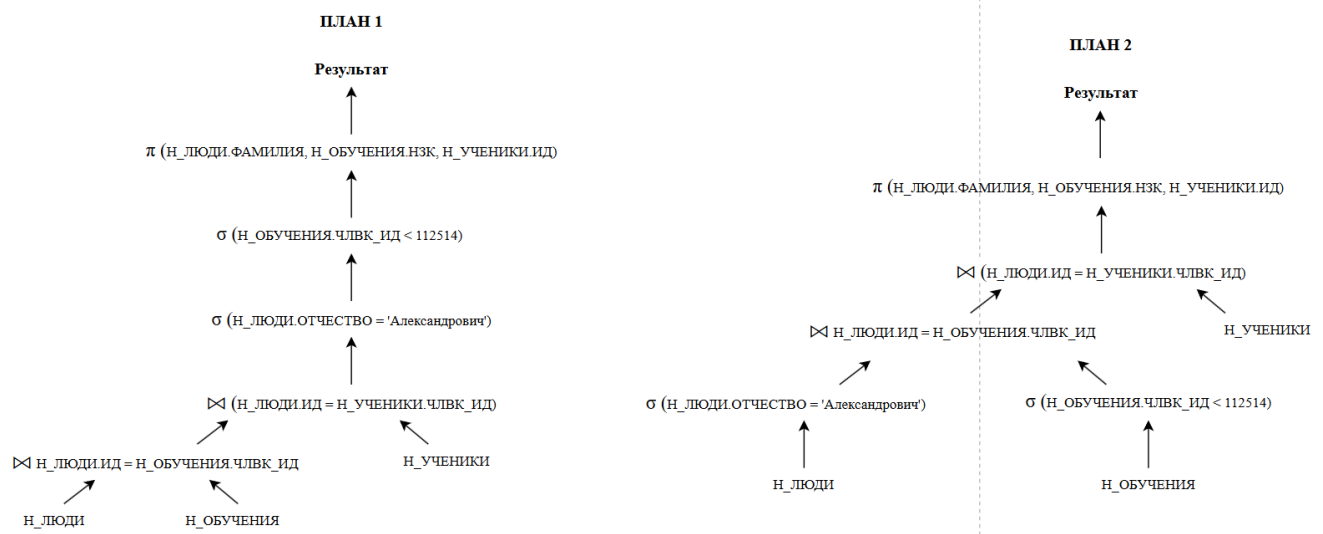 ПЛАН 1
Результат
π (Н_ЛЮДИ.ФАМИЛИЯ, Н_ОБУЧЕНИЯ.НЗК, Н_УЧЕНИКИ.ИД)
σ (Н_ОБУЧЕНИЯ.ЧЛВК_ИД < 112514)
σ (Н_ЛЮДИ.ОТЧЕСТВО = 'Александрович')
⋈ (Н_ЛЮДИ.ИД = Н_УЧЕНИКИ.ЧЛВК_ИД)
⋈ Н_ЛЮДИ.ИД = Н_ОБУЧЕНИЯ.ЧЛВК_ИД
Н_УЧЕНИКИ
Н_ЛЮДИ
Н_ОБУЧЕНИЯ
ПЛАН 2
Результат
π (Н_ЛЮДИ.ФАМИЛИЯ, Н_ОБУЧЕНИЯ.НЗК, Н_УЧЕНИКИ.ИД)
⋈ (Н_ЛЮДИ.ИД = Н_УЧЕНИКИ.ЧЛВК_ИД)
⋈ Н_ЛЮДИ.ИД = Н_ОБУЧЕНИЯ.ЧЛВК_ИД
Н_УЧЕНИКИ
σ (Н_ЛЮДИ.ОТЧЕСТВО = 'Александрович')
σ (Н_ОБУЧЕНИЯ.ЧЛВК_ИД < 112514)
Н_ЛЮДИ
Н_ОБУЧЕНИЯ